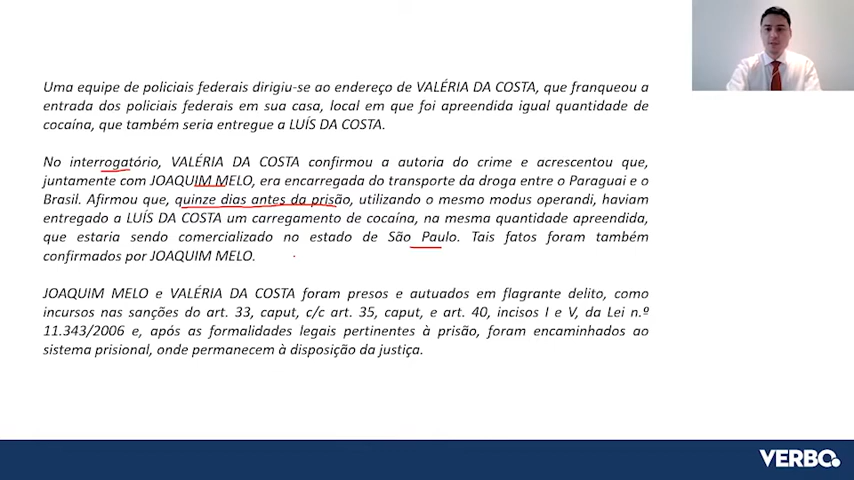 Uma equipe de policiais federais dirigiu-se ao endereço de VALÉRIA DA COSTA, que franqueou a
entrada dos policiais federais em sua casa, local em que foi apreendida igual quantidade de
cocaína, que também seria entregue a LUÍS DA COSTA.
No interrogatório, VALÉRIA DA COSTA confirmou a autoria do crime e acrescentou que,
juntamente com JOAQUIM MELO, era encarregada do transporte da droga entre o Paraguai e o
Brasil. Afirmou que, quinze dias antes da prisão, utilizando o mesmo modus operandi, haviam
entregado a LUÍS DA COSTA um carregamento de cocaína, na mesma quantidade apreendida,
que estaria sendo comercializado no estado de São Paulo. Tais fatos foram também
confirmados por JOAQUIM MELO.
JOAQUIM MELO e VALÉRIA DA COSTA foram presos e autuados em flagrante delito, como
incursos nas sanções do art. 33, caput, c/c art. 35, caput, e art. 40, incisos I e V, da Lei n.º
11.343/2006 e, após as formalidades legais pertinentes à prisão, foram encaminhados ao
sistema prisional, onde permanecem à disposição da justiça.
VERBO